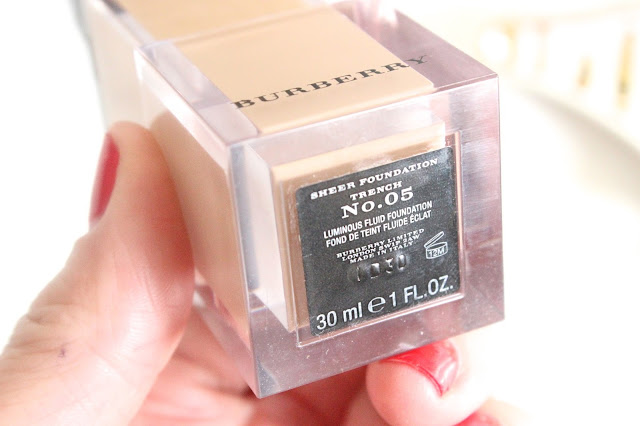 BURBERRY
SHEER FOUNDATION
TRENCH
No.05
LUMINOUS FLUID FOUNDATION
FOND DE TEINT FLUIDE ÉCLAT
BURBERRY LIMITED
LONDON SW1P 2AW
MADE IN ITALY
12M
30 ml e 1 FL.OZ.